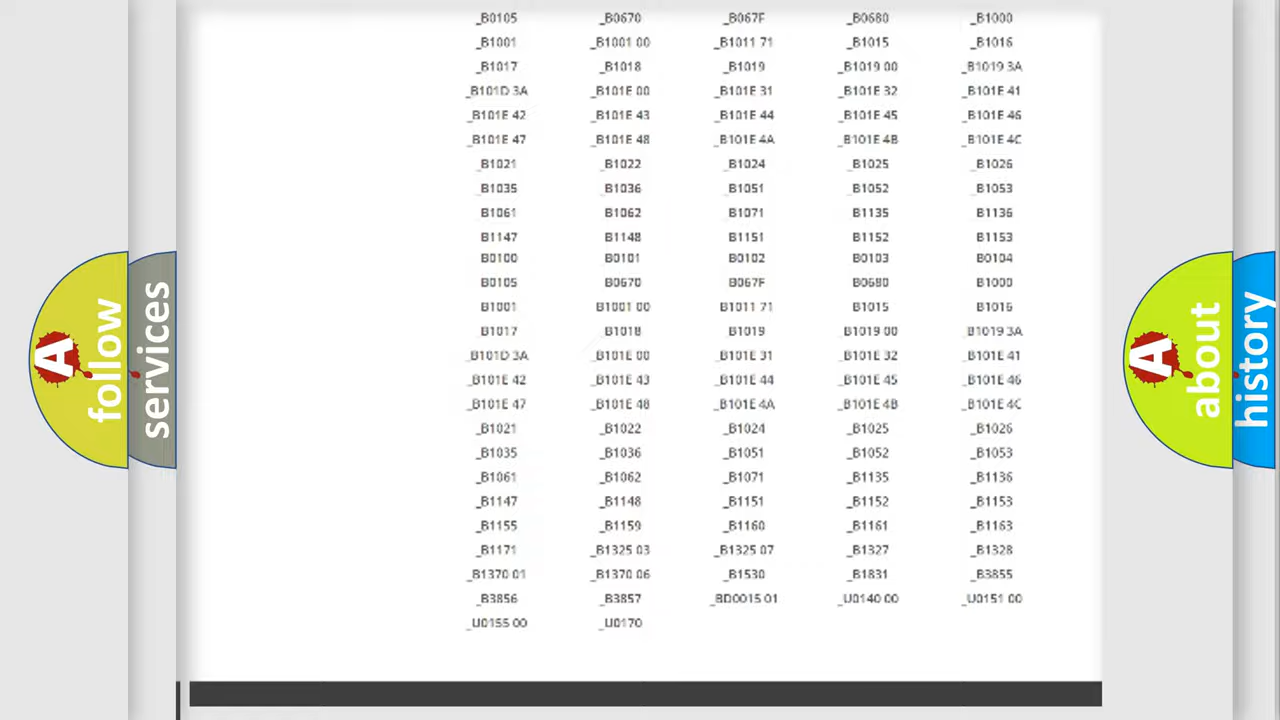 _B0105 _B0670 _B067F _B0680 _B1000
_B1001 _B1001 00 _B1011 71 _B1015 _B1016
_B1017 _B1018 _B1019 _B1019 00 _B1019 3A
_B101D 3A _B101E 00 _B101E 31 _B101E 32 _B101E 41
_B101E 42 _B101E 43 _B101E 44 _B101E 45 _B101E 46
_B101E 47 _B101E 48 _B101E 4A _B101E 4B _B101E 4C
_B1021 _B1022 _B1024 _B1025 _B1026
_B1035 _B1036 _B1051 _B1052 _B1053
B1061 B1062 B1071 B1135 B1136
B1147 B1148 B1151 B1152 B1153
B0100 B0101 B0102 B0103 B0104
B0105 B0670 B067F B0680 B1000
B1001 B1001 00 B1011 71 B1015 B1016
B1017 B1018 B1019 B1019 00 B1019 3A
_B101D 3A _B101E 00 _B101E 31 _B101E 32 _B101E 41
_B101E 42 _B101E 43 _B101E 44 _B101E 45 _B101E 46
_B101E 47 _B101E 48 _B101E 4A _B101E 4B _B101E 4C
_B1021 _B1022 _B1024 _B1025 _B1026
_B1035 _B1036 _B1051 _B1052 _B1053
_B1061 _B1062 _B1071 _B1135 _B1136
_B1147 _B1148 _B1151 _B1152 _B1153
_B1155 _B1159 _B1160 _B1161 _B1163
_B1171 _B1325 03 _B1325 07 _B1327 _B1328
_B1370 01 _B1370 06 _B1530 _B1831 _B3855
_B3856 _B3857 _BD0015 01 _U0140 00 _U0151 00
_U0155 00 _U0170
A
follow
services
A
about
history